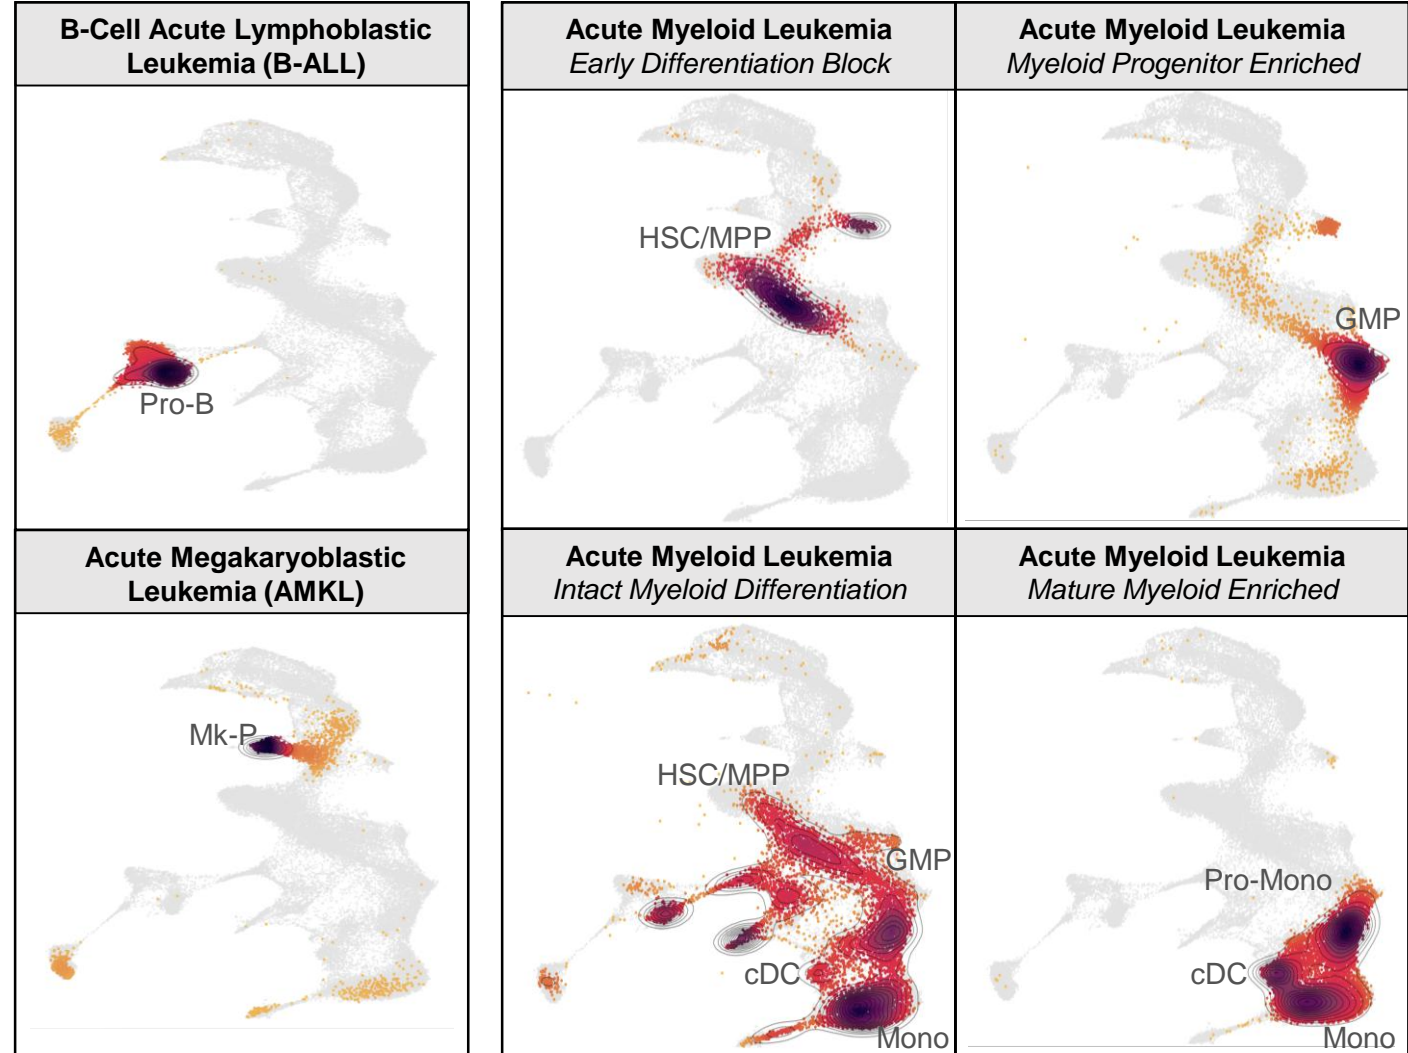 B-Cell Acute Lymphoblastic
Leukemia (B-ALL)
Pro-B
Acute Myeloid Leukemia
Early Differentiation Block
HSC/MPP
Acute Myeloid Leukemia
Myeloid Progenitor Enriched
GMP
Acute Megakaryoblastic
Leukemia (AMKL)
Mk-P
Acute Myeloid Leukemia
Intact Myeloid Differentiation
HSC/MPP
GMP
cDC
Mono
Acute Myeloid Leukemia
Mature Myeloid Enriched
Pro-Mono
cDC
Mono